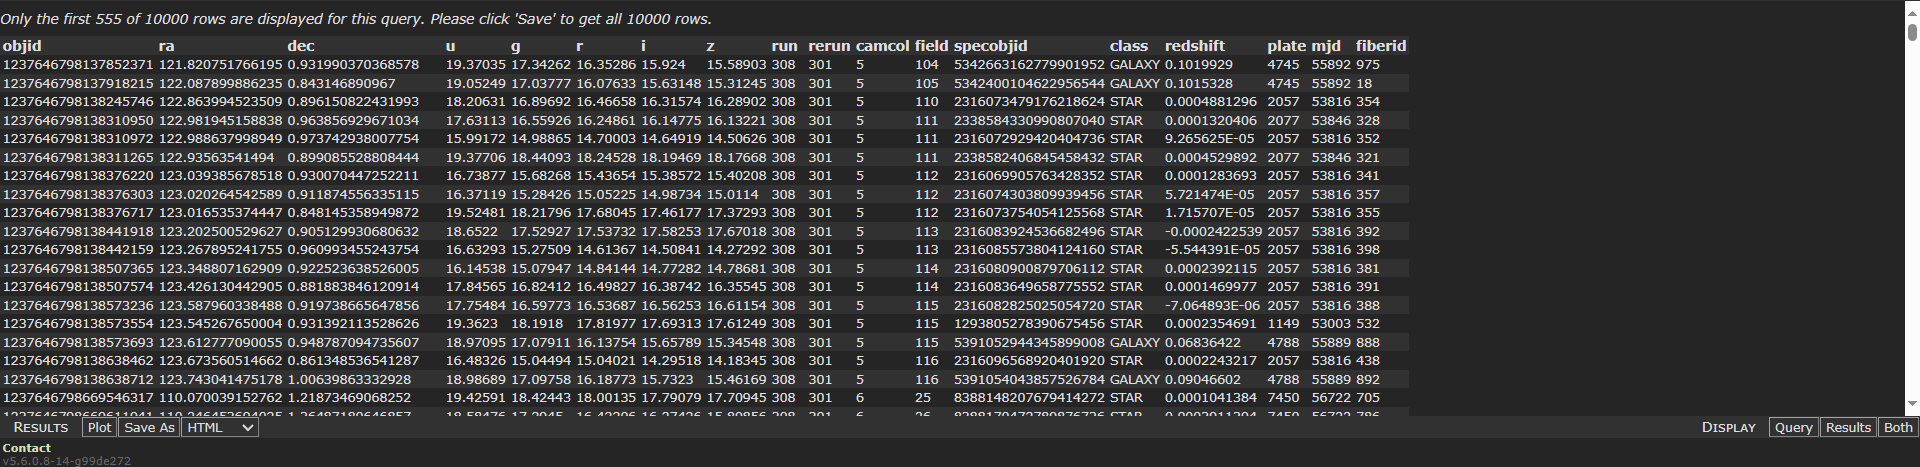 Only the first 555 of 10000 rows are displayed for this query. Please click 'Save' to get all 10000 rows.
objid ra dec u g r i z run rerun camcol field specobjid class redshift plate mjd fiberid
1237646798137852371 121.820751766195 0.931990370368578 19.37035 17.34262 16.35286 15.924 15.58903 308 301 5 104 5342663162779901952 GALAXY 0.1019929 4745 55892 975
1237646798137918215 122.087899886235 0.843146890967 19.05249 17.03777 16.07633 15.63148 15.31245 308 301 5 105 5342400104622956544 GALAXY 0.1015328 4745 55892 18
1237646798138245746 122.863994523509 0.896150822431993 18.20631 16.89692 16.46658 16.31574 16.28902 308 301 5 110 2316073479176218624 STAR 0.0004881296 2057 53816 354
1237646798138310950 122.981945158838 0.963856929671034 17.63113 16.55926 16.24861 16.14775 16.13221 308 301 5 111 2338584330990807040 STAR 0.0001320406 2077 53846 328
1237646798138310972 122.988637998949 0.973742938007754 15.99172 14.98865 14.70003 14.64919 14.50626 308 301 5 111 2316072929420404736 STAR 9.265625E-05 2057 53816 352
1237646798138311265 122.93563541494 0.899085528808444 19.37706 18.44093 18.24528 18.19469 18.17668 308 301 5 111 2338582406845458432 STAR 0.0004529892 2077 53846 321
1237646798138376220 123.039385678518 0.930070447252211 16.73877 15.68268 15.43654 15.38572 15.40208 308 301 5 112 2316069905763428352 STAR 0.0001283693 2057 53816 341
1237646798138376303 123.020264542589 0.911874556335115 16.37119 15.28426 15.05225 14.98734 15.0114 308 301 5 112 2316074303809939456 STAR 5.721474E-05 2057 53816 357
1237646798138376717 123.016535374447 0.848145358949872 19.52481 18.21796 17.68045 17.46177 17.37293 308 301 5 112 2316073754054125568 STAR 1.715707E-05 2057 53816 355
1237646798138441918 123.202500529627 0.905129930680632 18.6522 17.52927 17.53732 17.58253 17.67018 308 301 5 113 2316083924536682496 STAR -0.0002422539 2057 53816 392
1237646798138442159 123.267895241755 0.960993455243754 16.63293 15.27509 14.61367 14.50841 14.27292 308 301 5 113 2316085573804124160 STAR -5.544391E-05 2057 53816 398
1237646798138507365 123.348807162909 0.922523638526005 16.14538 15.07947 14.84144 14.77282 14.78681 308 301 5 114 2316080900879706112 STAR 0.0002392115 2057 53816 381
1237646798138507574 123.426130442905 0.881883846120914 17.84565 16.82412 16.49827 16.38742 16.35545 308 301 5 114 2316083649658775552 STAR 0.0001469977 2057 53816 391
1237646798138573236 123.587960338488 0.919738665647856 17.75484 16.59773 16.53687 16.56253 16.61154 308 301 5 115 2316082825025054720 STAR -7.064893E-06 2057 53816 388
1237646798138573554 123.545267650004 0.931392113528626 19.3623 18.1918 17.81977 17.69313 17.61249 308 301 5 115 1293805278390675456 STAR 0.0002354691 1149 53003 532
1237646798138573693 123.612777090055 0.948787094735607 18.97095 17.07911 16.13754 15.65789 15.34548 308 301 5 115 5391052944345899008 GALAXY 0.06836422 4788 55889 888
1237646798138638462 123.673560514662 0.861348536541287 16.48326 15.04494 15.04021 14.29518 14.18345 308 301 5 116 2316096568920401920 STAR 0.0002243217 2057 53816 438
1237646798138638712 123.743041475178 1.00639863332928 18.98689 17.09758 16.18773 15.7323 15.46169 308 301 5 116 5391054043857526784 GALAXY 0.09046602 4788 55889 892
1237646798669546317 110.070039152762 1.21873469068252 19.42591 18.42443 18.00135 17.79079 17.70945 308 301 6 25 8388148207679414272 STAR 0.0001041384 7450 56722 705
RESULTS Plot Save As HTML DISPLAY Query Results Both
Contact
v5.6.0.8-14-g99de272